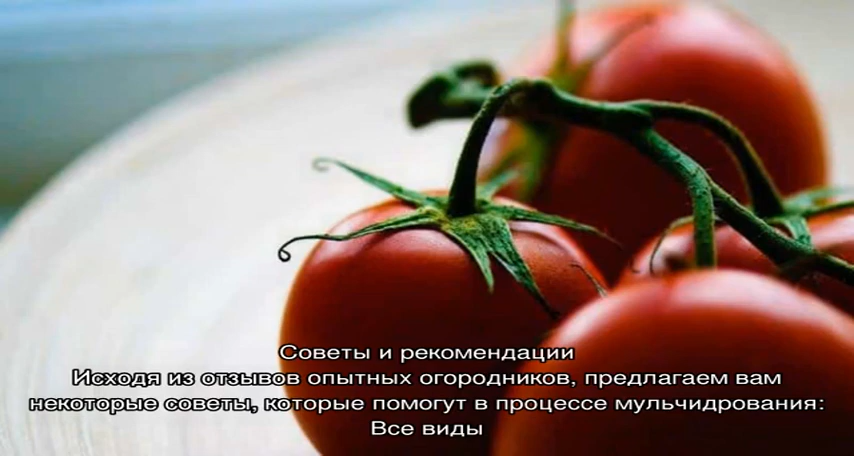 Советы и рекомендации
Исходя из отзывов опытных огородников, предлагаем вам
некоторые советы, которые помогут в процессе мульчидрования:
Все виды